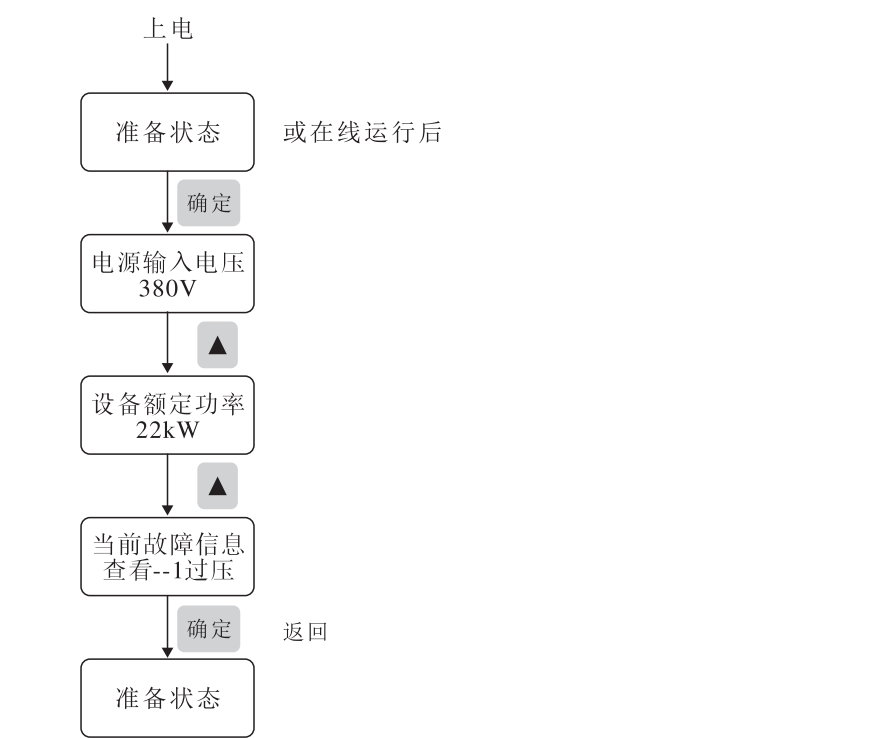 上电
准备状态
或在线运行后
确定
电源输入电压
380V
▲
设备额定功率
22kW
▲
当前故障信息
查看--1过压
确定
返回
准备状态